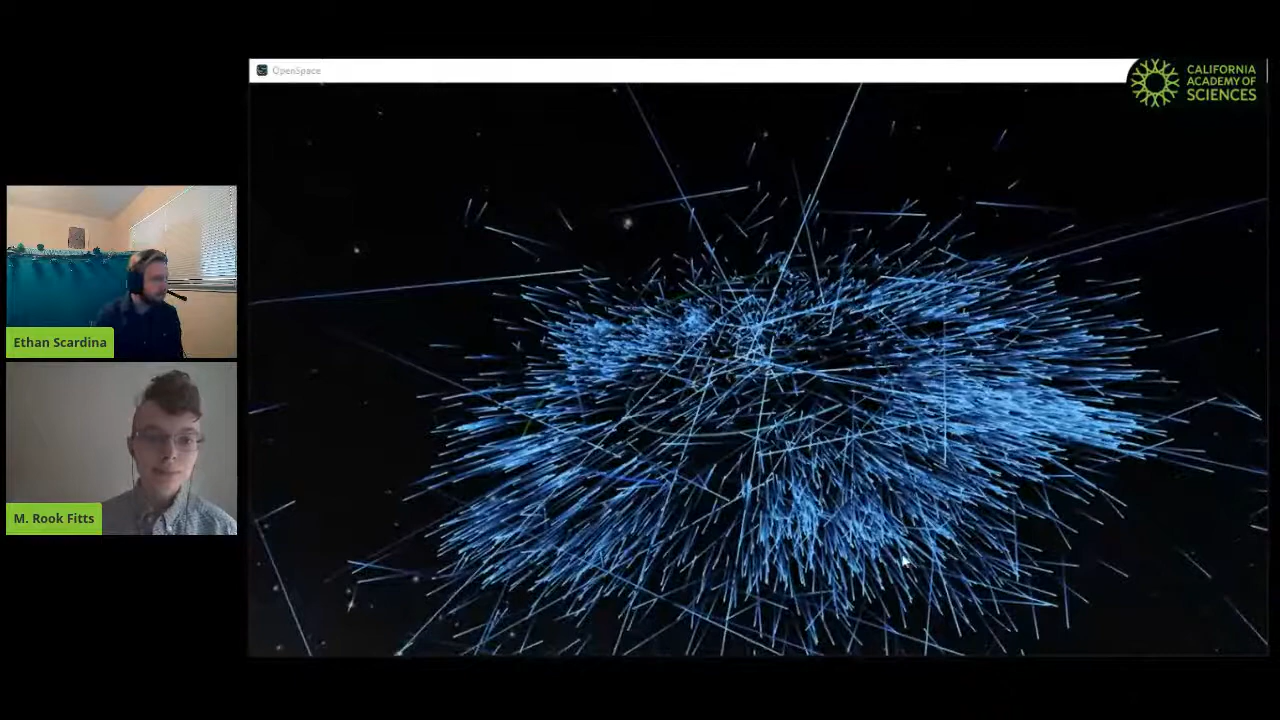 OpenSpace
CALIFORNIA
ACADEMY OF
SCIENCES
Ethan Scardina
M. Rook Fitts